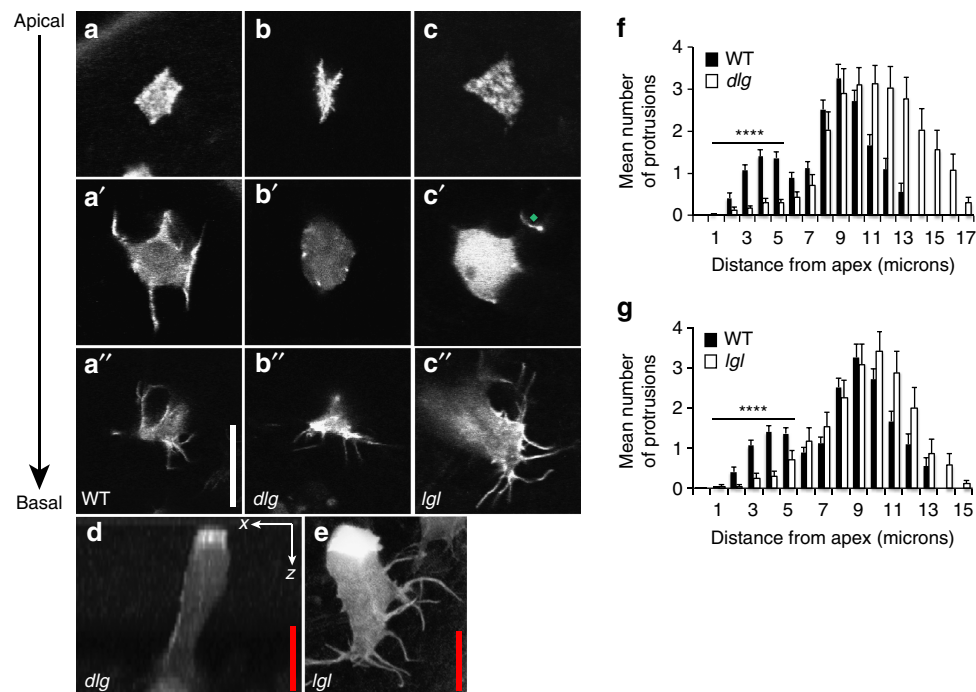 Apical
Basal
a
b
c
a′
b′
c′
a″
b″
c″
WT
dlg
lgl
d
x
z
dlg
e
lgl
f
WT
dlg
****
Mean number
of protrusions
4
3
2
1
0
1 3 5 7 9 11 13 15 17
Distance from apex (microns)
g
WT
lgl
****
Mean number
of protrusions
4
3
2
1
0
1 3 5 7 9 11 13 15
Distance from apex (microns)